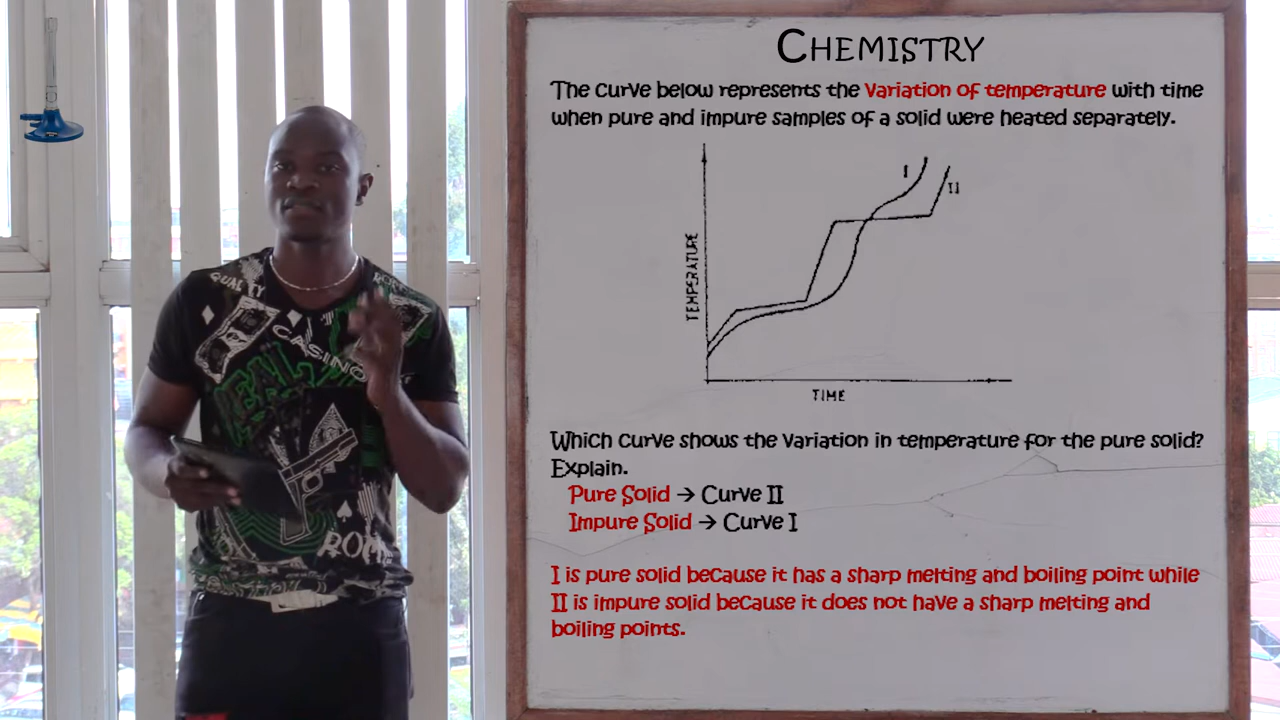 CHEMISTRY
The curve below represents the variation of temperature with time
when pure and impure samples of a solid were heated separately.
I
II
TEMPERATURE
TIME
Which curve shows the variation in temperature for the pure solid?
Explain.
Pure Solid → Curve II
Impure Solid → Curve I
I is pure solid because it has a sharp melting and boiling point while
II is impure solid because it does not have a sharp melting and
boiling points.
QUALITY
CASINO
REAL